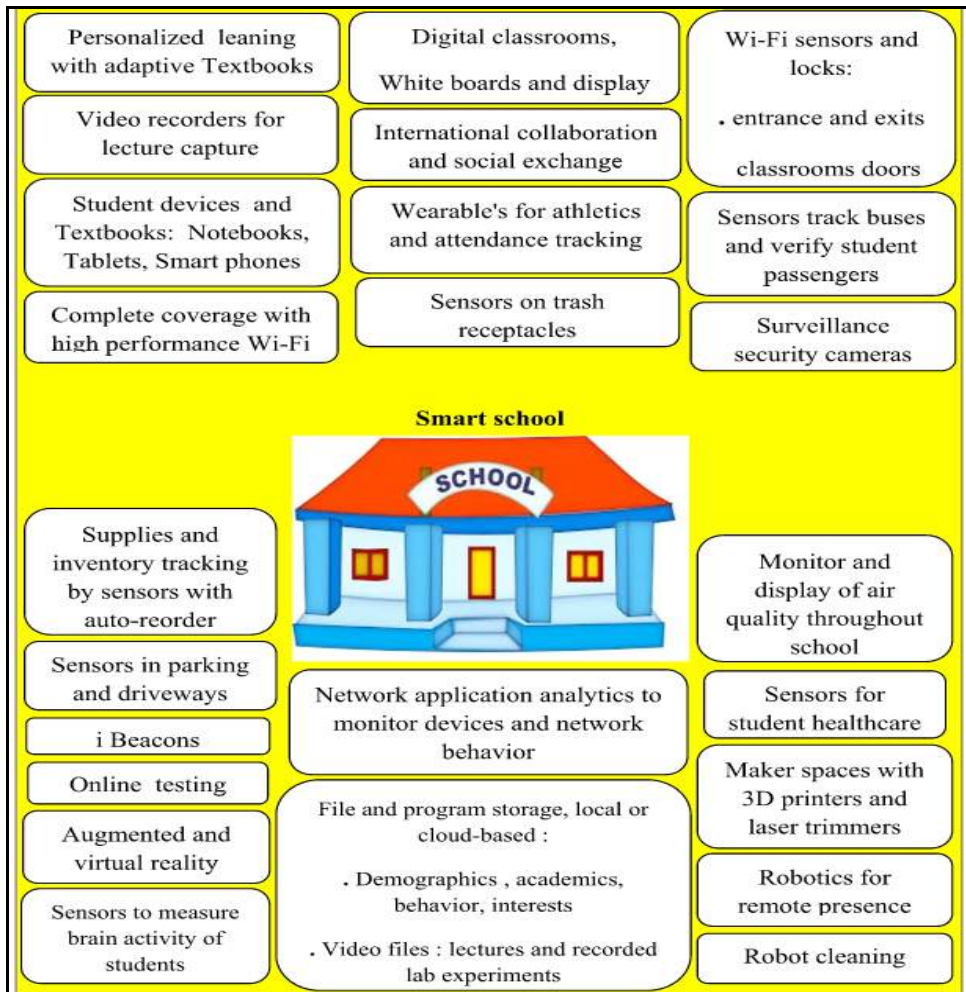 Personalized leaning
with adaptive Textbooks
Video recorders for
lecture capture
Student devices and
Textbooks: Notebooks,
Tablets, Smart phones
Complete coverage with
high performance Wi-Fi
Digital classrooms,
White boards and display
International collaboration
and social exchange
Wearable's for athletics
and attendance tracking
Sensors on trash
receptacles
Wi-Fi sensors and
locks:
. entrance and exits
classrooms doors
Sensors track buses
and verify student
passengers
Surveillance
security cameras
Smart school
SCHOOL
Supplies and
inventory tracking
by sensors with
auto-reorder
Sensors in parking
and driveways
i Beacons
Online testing
Augmented and
virtual reality
Sensors to measure
brain activity of
students
Network application analytics to
monitor devices and network
behavior
File and program storage, local or
cloud-based :
. Demographics , academics,
behavior, interests
. Video files : lectures and recorded
lab experiments
Monitor and
display of air
quality throughout
school
Sensors for
student healthcare
Maker spaces with
3D printers and
laser trimmers
Robotics for
remote presence
Robot cleaning